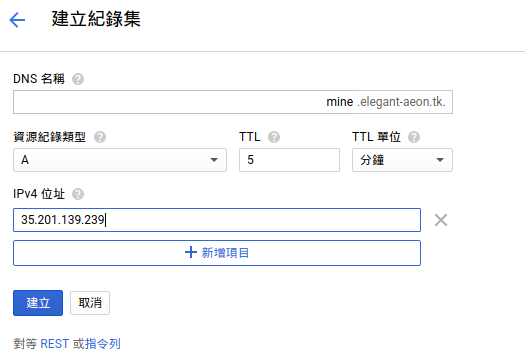 建立紀錄集
DNS 名稱
mine .elegant-aeon.tk.
資源紀錄類型 TTL TTL 單位
A 5 分鐘
IPv4 位址
35.201.139.239
新增項目
建立 取消
對等 REST 或指令列